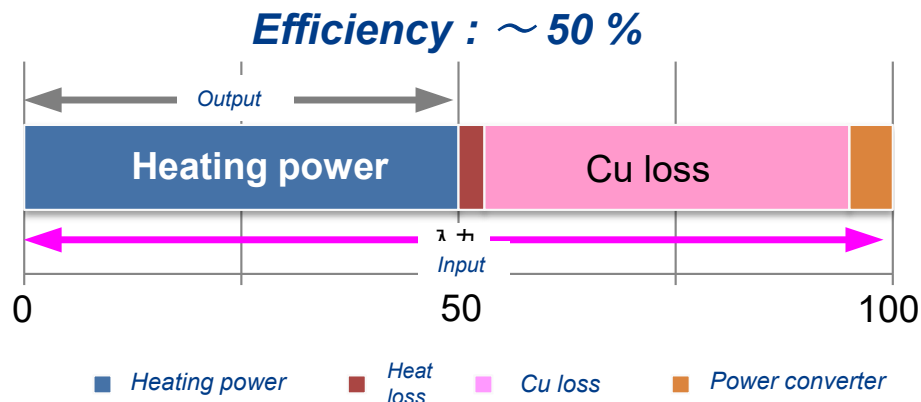 Efficiency : ～ 50 %
Output
Heating power
Cu loss
Input
0
50
100
Heating power
Heat
loss
Cu loss
Power converter